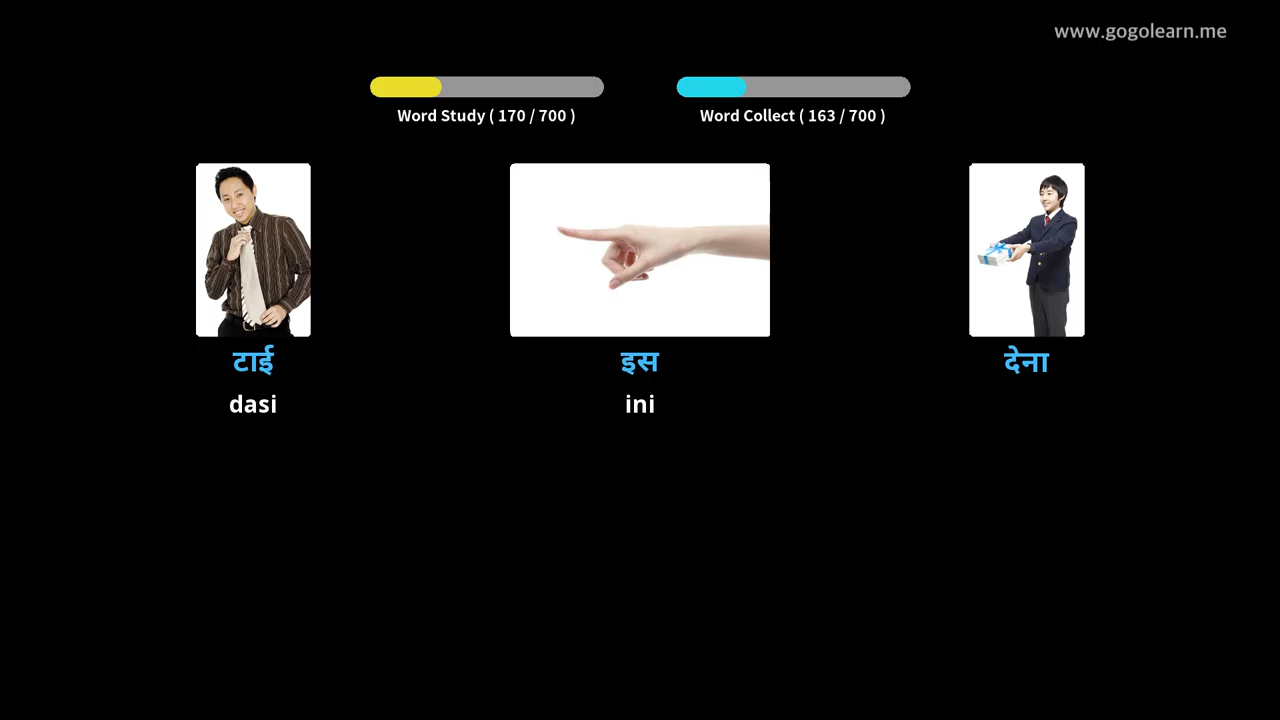 www.gogolearn.me
Word Study ( 170 / 700 )
Word Collect ( 163 / 700 )
टाई
इस
देना
dasi
ini